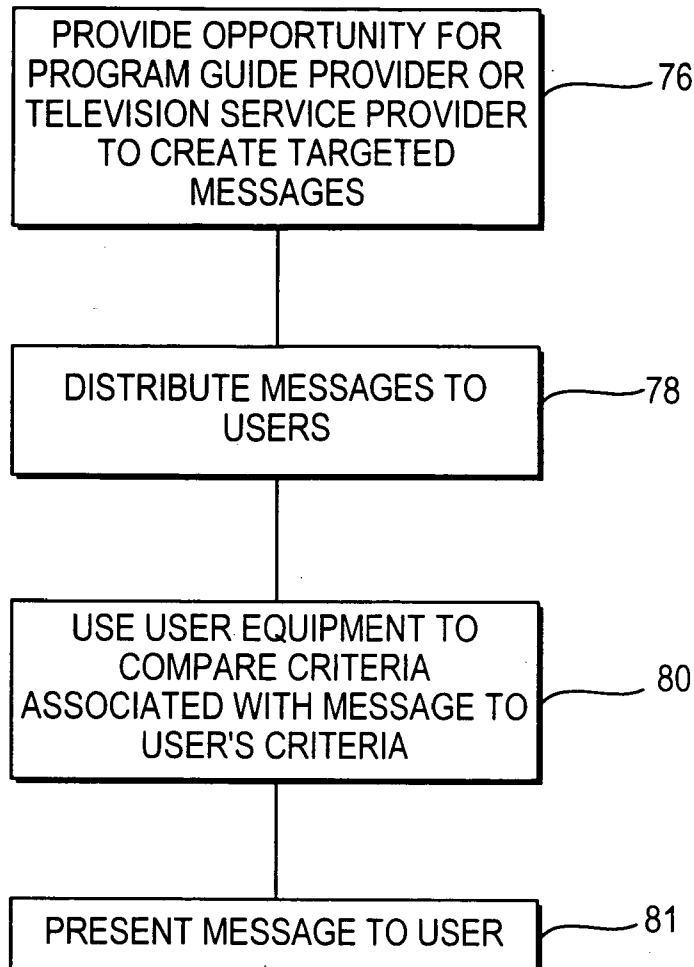 PROVIDE OPPORTUNITY FOR
PROGRAM GUIDE PROVIDER OR
TELEVISION SERVICE PROVIDER
TO CREATE TARGETED
MESSAGES
76
DISTRIBUTE MESSAGES TO
USERS
78
USE USER EQUIPMENT TO
COMPARE CRITERIA
ASSOCIATED WITH MESSAGE TO
USER'S CRITERIA
80
PRESENT MESSAGE TO USER
81